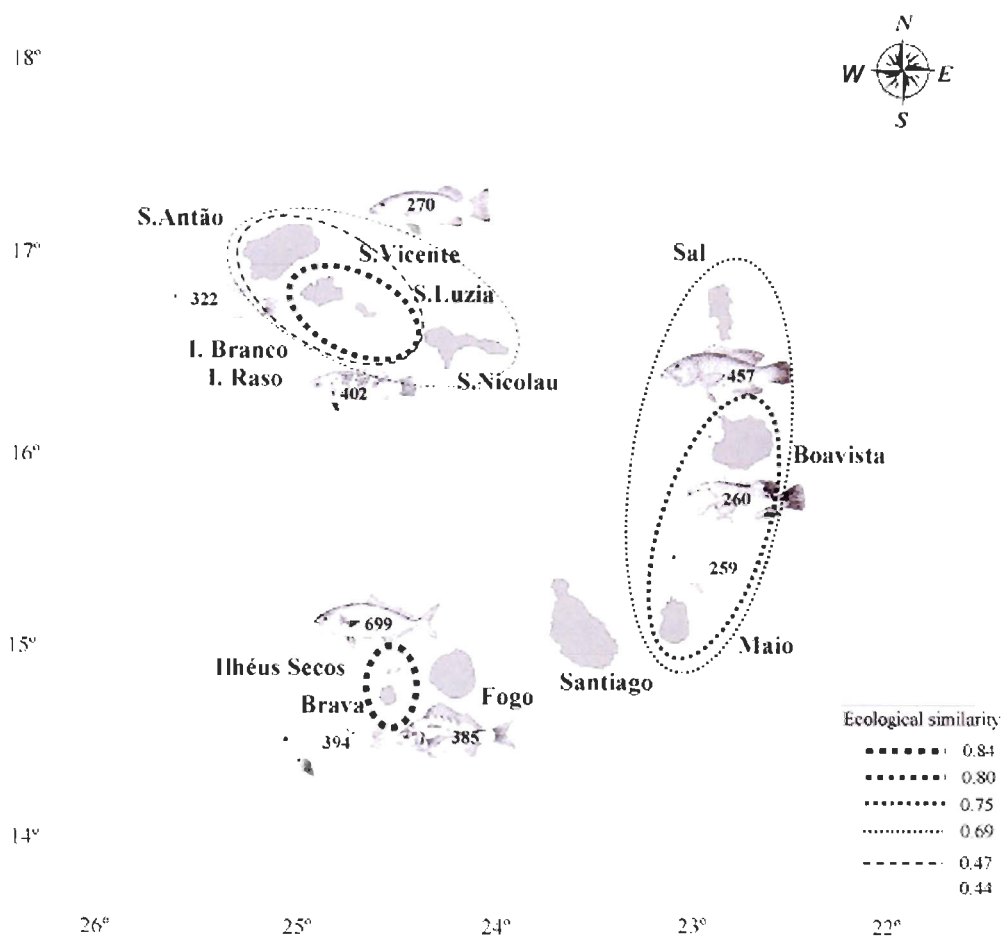 N
W E
S
18°
17°
16°
15°
14°
26° 25° 24° 23° 22°
S.Antão
270
S.Vicente
S.Luzia
322
I. Branco
I. Raso
402
S.Nicolau
Sal
457
Boavista
260
259
Maio
699
Ilhéus Secos
Brava
Fogo
Santiago
394
385
Ecological similarity
0.84
0.80
0.75
0.69
0.47
0.44